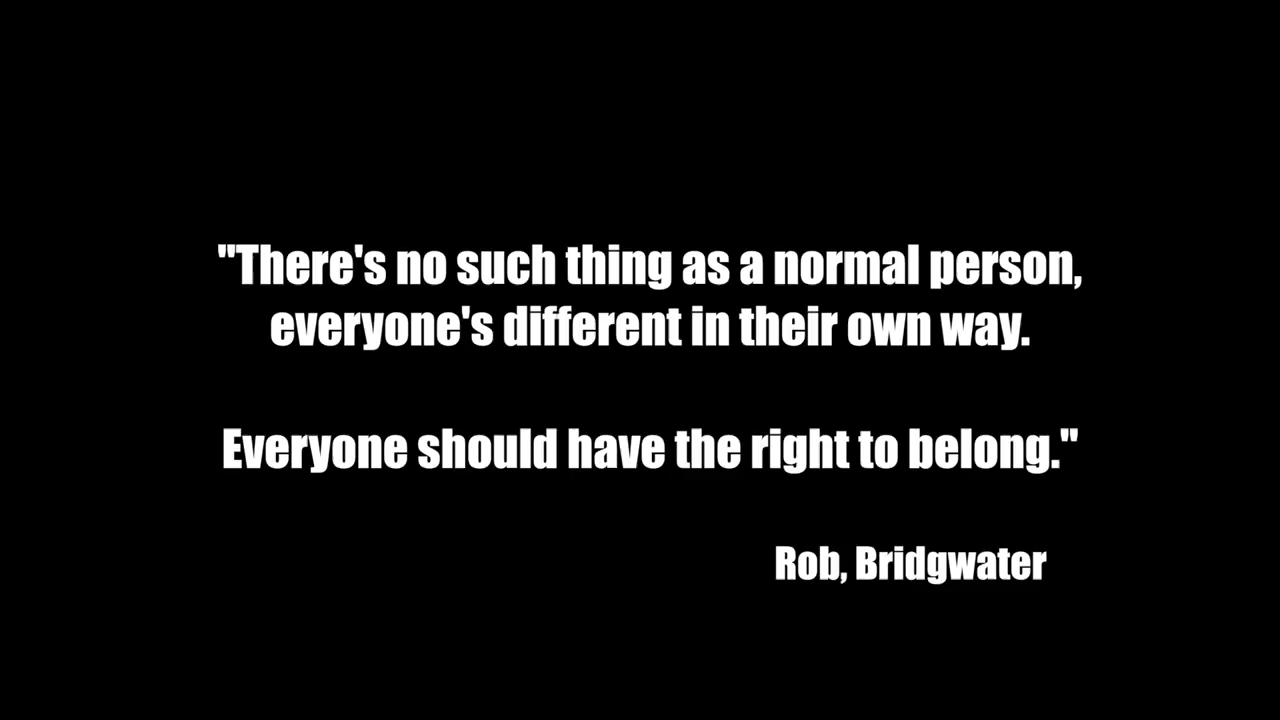 "There's no such thing as a normal person,
everyone's different in their own way.
Everyone should have the right to belong."
Rob, Bridgwater